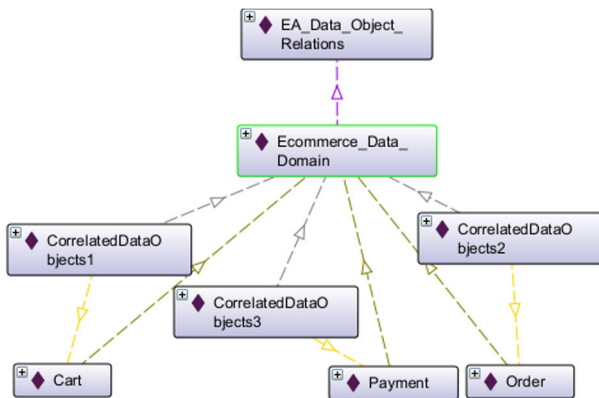 EA_Data_Object_
Relations
Ecommerce_Data_
Domain
CorrelatedDataO
bjects1
CorrelatedDataO
bjects2
CorrelatedDataO
bjects3
Cart
Payment
Order